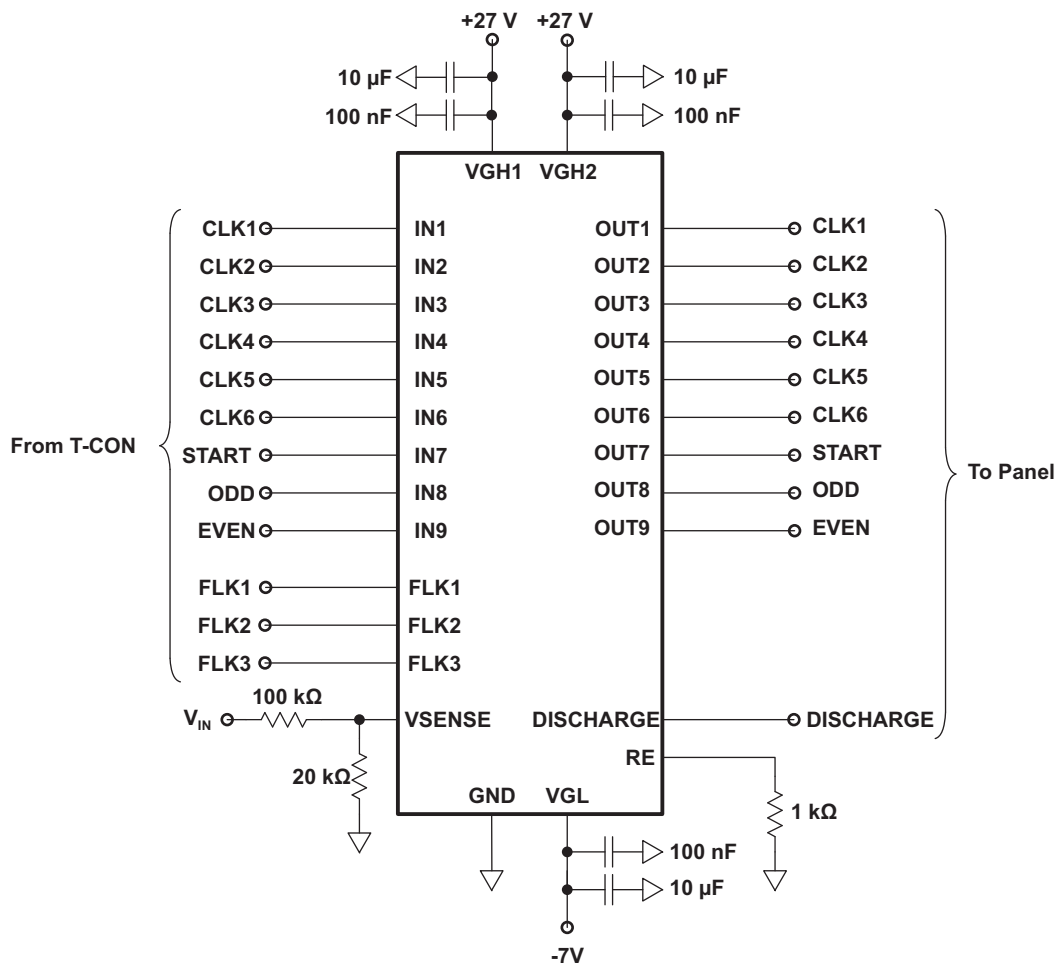 +27 V +27 V
10 µF 10 µF
100 nF 100 nF
VGH1 VGH2
CLK1 IN1 OUT1 CLK1
CLK2 IN2 OUT2 CLK2
CLK3 IN3 OUT3 CLK3
CLK4 IN4 OUT4 CLK4
CLK5 IN5 OUT5 CLK5
CLK6 IN6 OUT6 CLK6
From T-CON
START IN7 OUT7 START
To Panel
ODD IN8 OUT8 ODD
EVEN IN9 OUT9 EVEN
FLK1 FLK1
FLK2 FLK2
FLK3 FLK3
100 kΩ
VIN VSENSE DISCHARGE DISCHARGE
RE
20 kΩ
GND VGL
1 kΩ
100 nF
10 µF
-7V